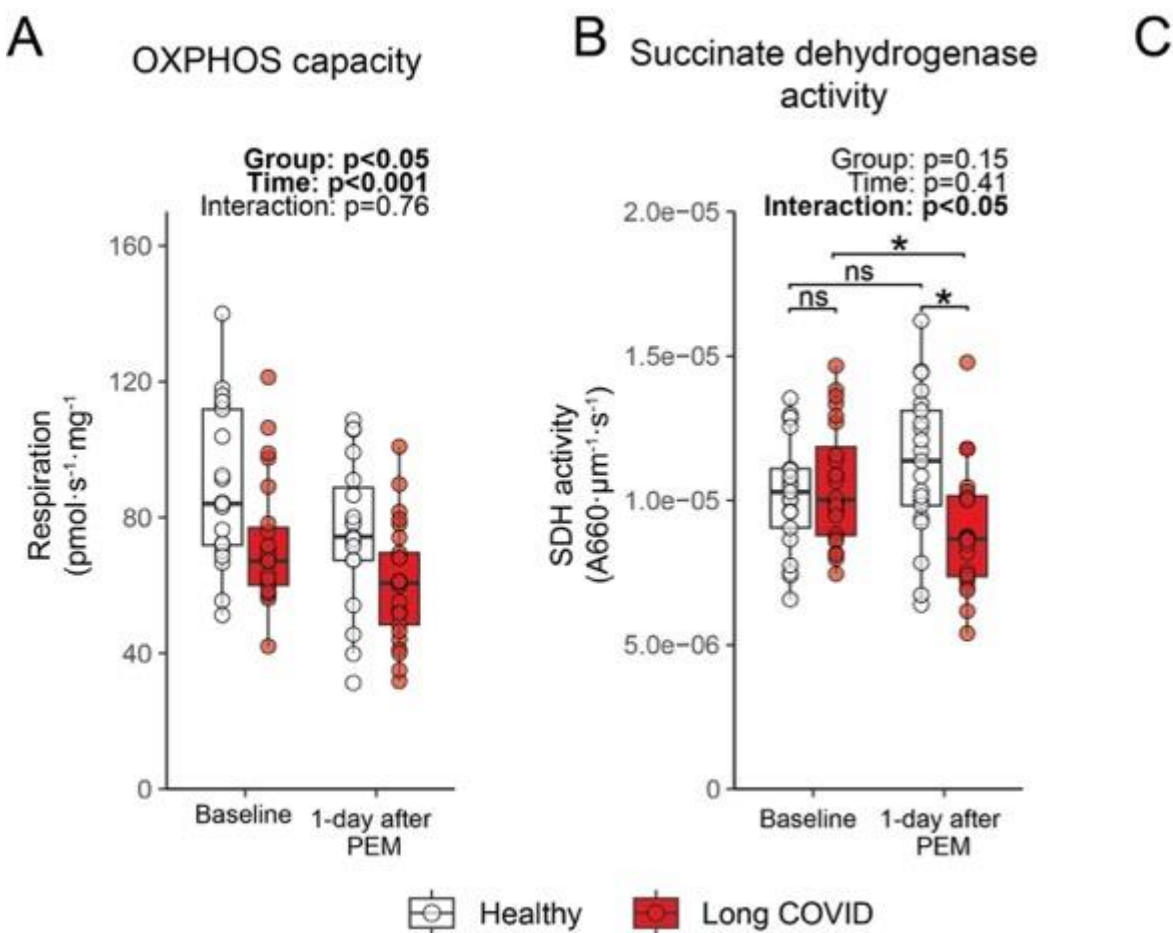 A
OXPHOS capacity
Group: p<0.05
Time: p<0.001
Interaction: p=0.76
Respiration
(pmol·s⁻¹·mg⁻¹)
160
120
80
40
0
Baseline
1-day after
PEM
B
Succinate dehydrogenase
activity
Group: p=0.15
Time: p=0.41
Interaction: p<0.05
SDH activity
(A660·µm⁻¹·s⁻¹)
2.0e−05
1.5e−05
1.0e−05
5.0e−06
0
*
ns
ns
*
Baseline
1-day after
PEM
C
Healthy
Long COVID